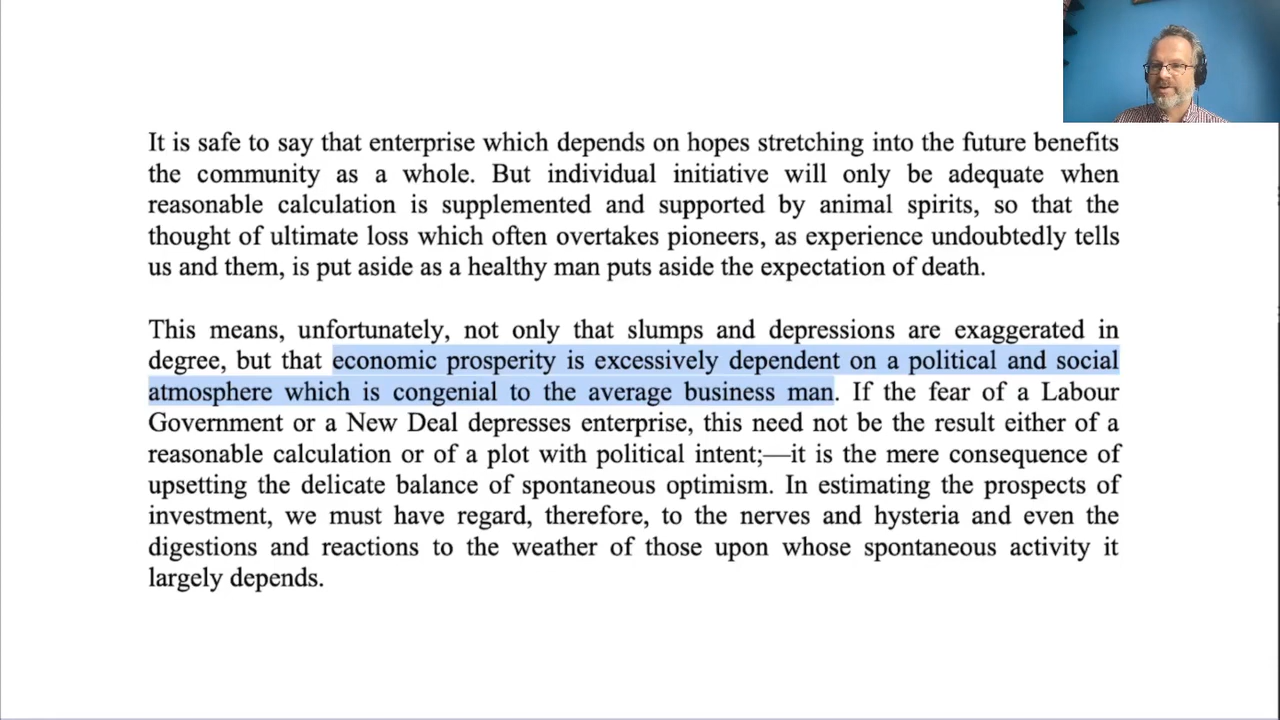 It is safe to say that enterprise which depends on hopes stretching into the future benefits
the community as a whole. But individual initiative will only be adequate when
reasonable calculation is supplemented and supported by animal spirits, so that the
thought of ultimate loss which often overtakes pioneers, as experience undoubtedly tells
us and them, is put aside as a healthy man puts aside the expectation of death.
This means, unfortunately, not only that slumps and depressions are exaggerated in
degree, but that economic prosperity is excessively dependent on a political and social
atmosphere which is congenial to the average business man. If the fear of a Labour
Government or a New Deal depresses enterprise, this need not be the result either of a
reasonable calculation or of a plot with political intent;—it is the mere consequence of
upsetting the delicate balance of spontaneous optimism. In estimating the prospects of
investment, we must have regard, therefore, to the nerves and hysteria and even the
digestions and reactions to the weather of those upon whose spontaneous activity it
largely depends.